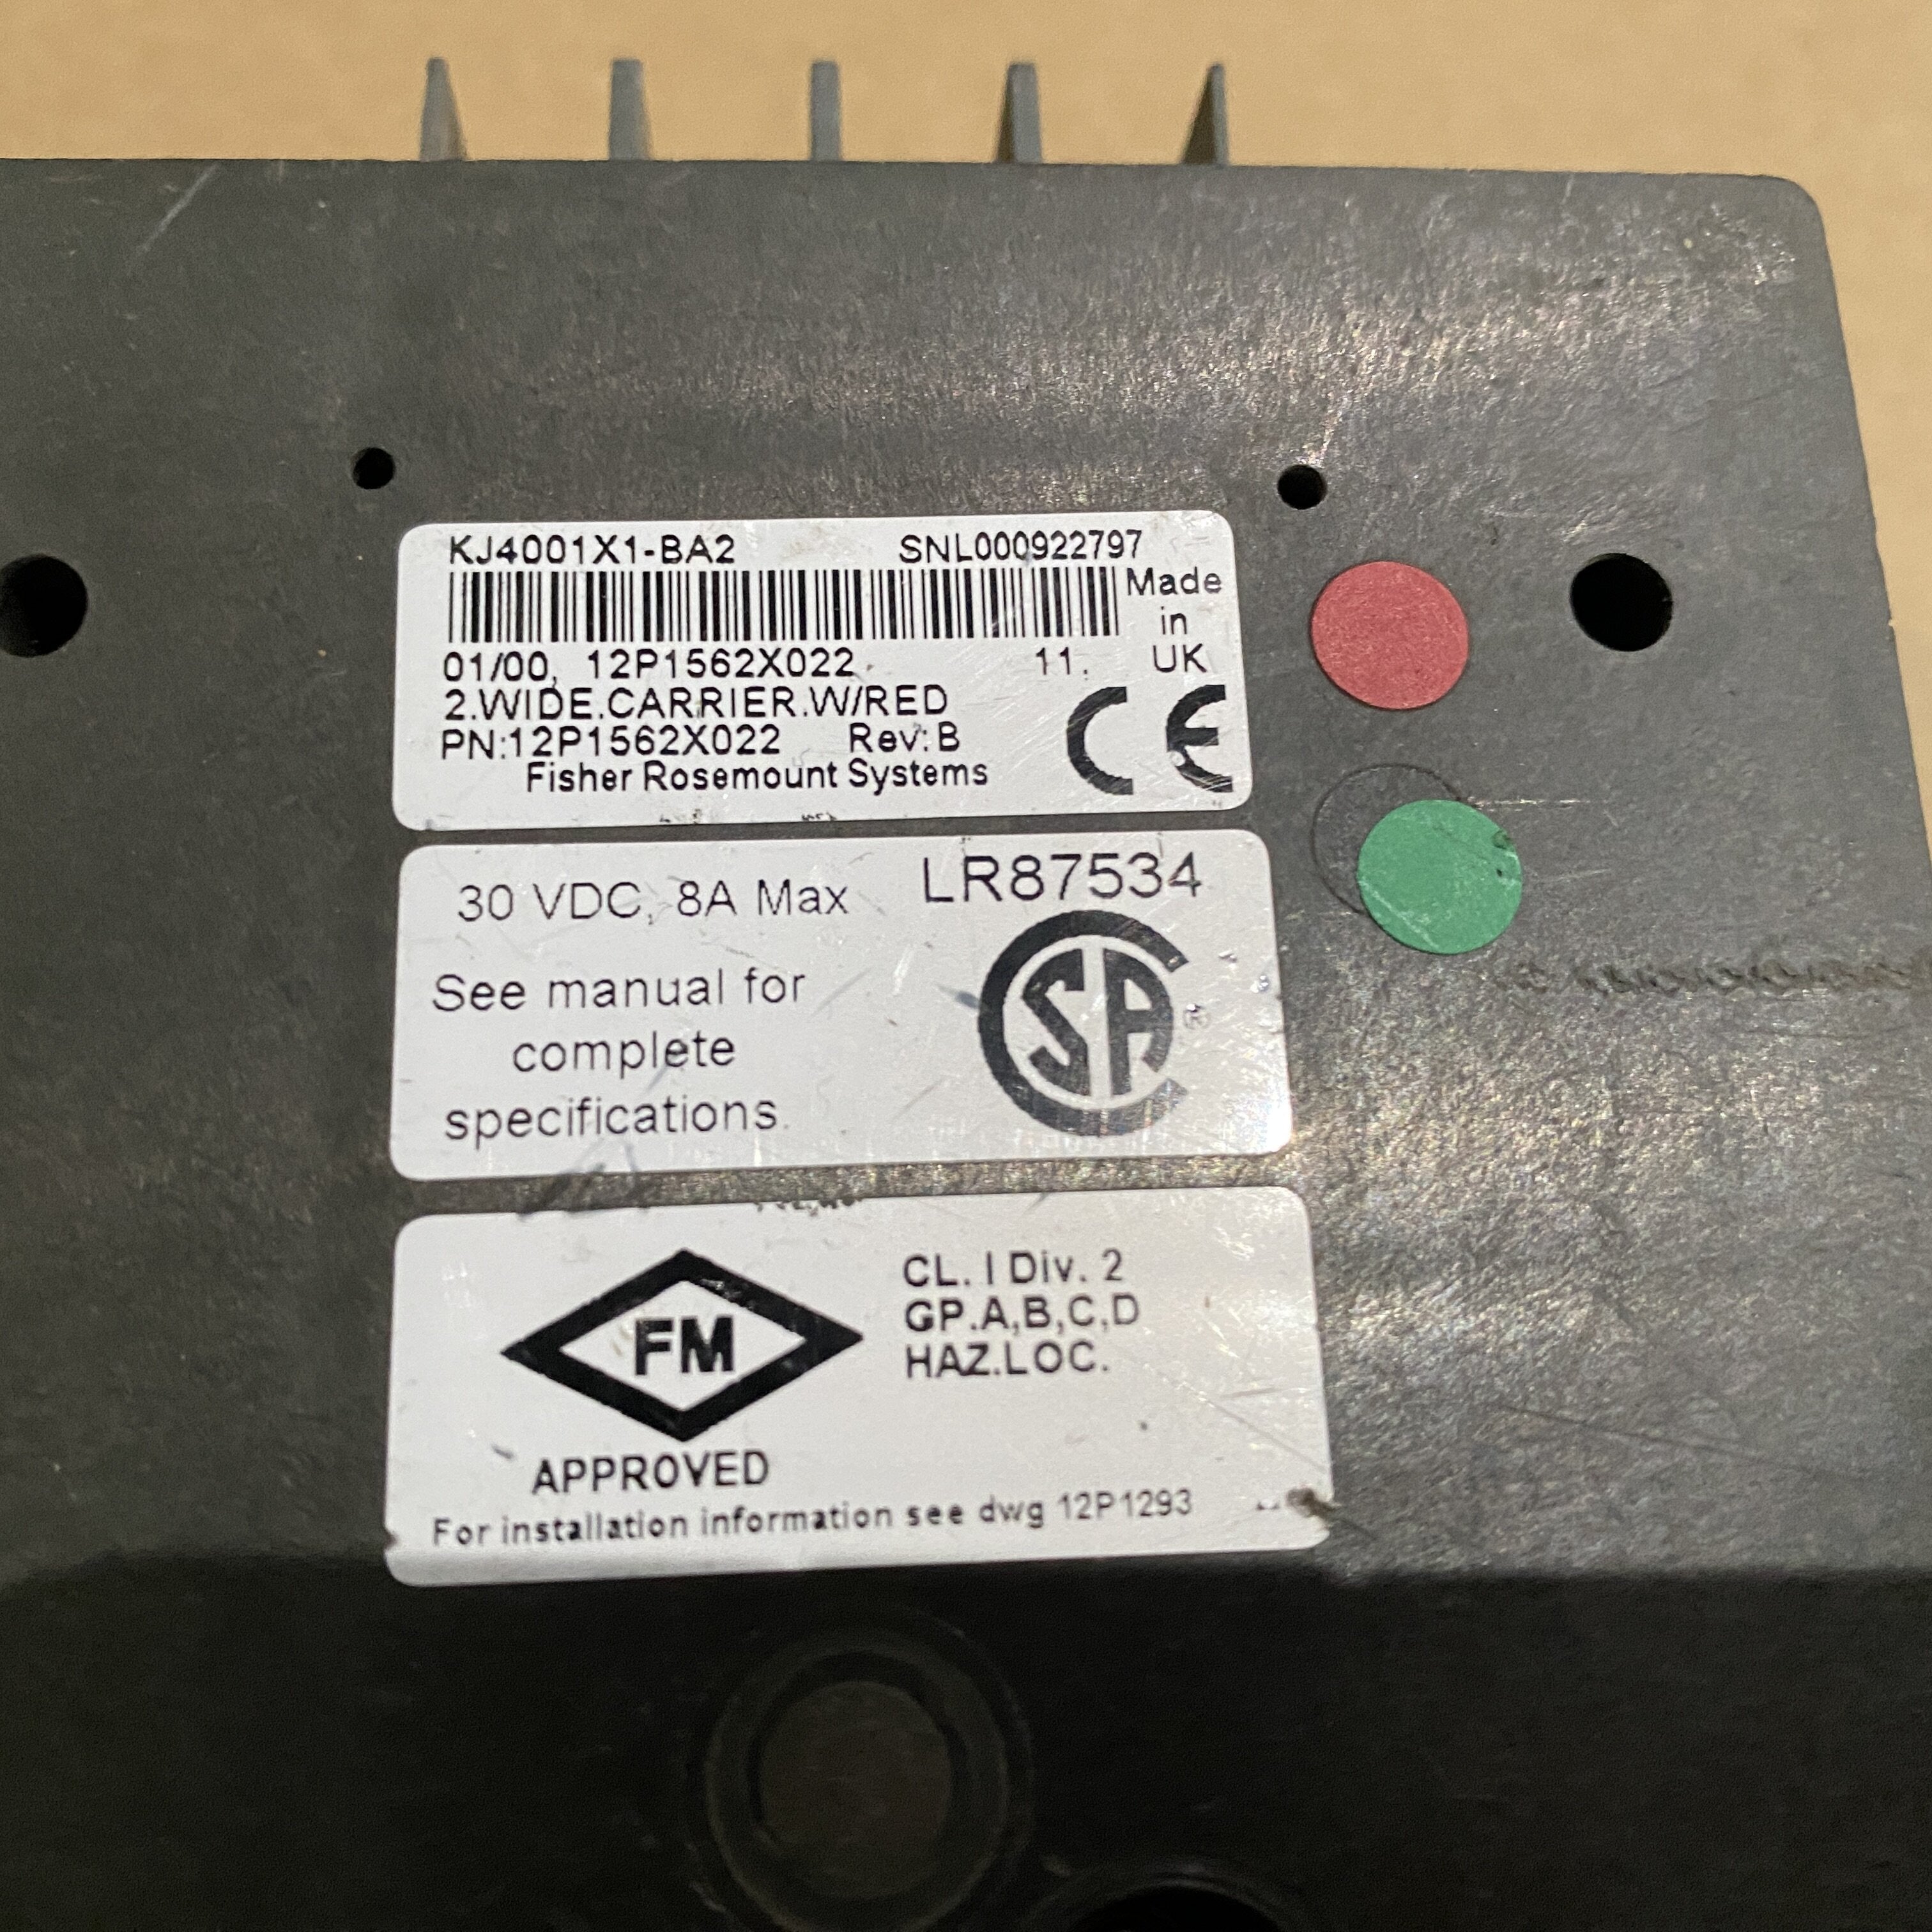 KJ4001X1-BA2 SNL000922797
Made
in
UK
01/00, 12P1562X022 11.
2.WIDE.CARRIER.W/RED
PN:12P1562X022 Rev:B
Fisher Rosemount Systems
CE
30 VDC, 8A Max LR87534
See manual for
complete
specifications.
CSA ®
FM
APPROVED
CL. I Div. 2
GP.A,B,C,D
HAZ.LOC.
For installation information see dwg 12P1293